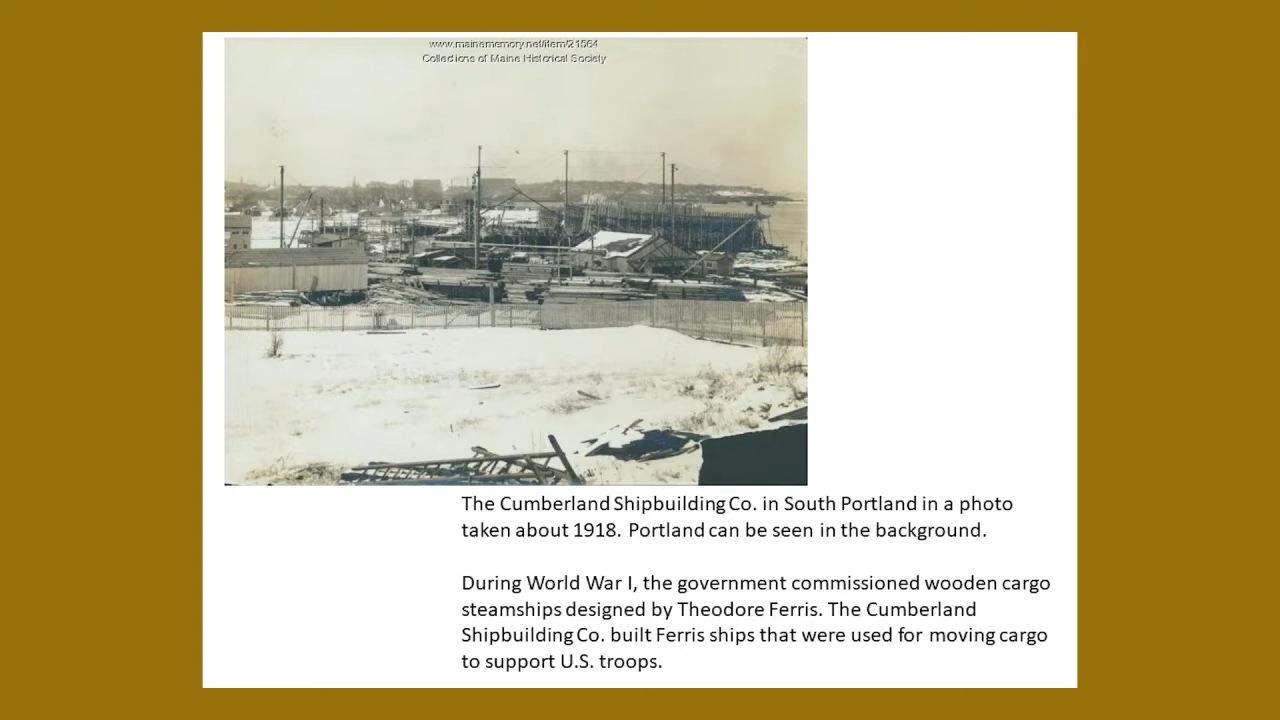 www.mainememory.net/item/21564
Collections of Maine Historical Society
The Cumberland Shipbuilding Co. in South Portland in a photo
taken about 1918. Portland can be seen in the background.
During World War I, the government commissioned wooden cargo
steamships designed by Theodore Ferris. The Cumberland
Shipbuilding Co. built Ferris ships that were used for moving cargo
to support U.S. troops.